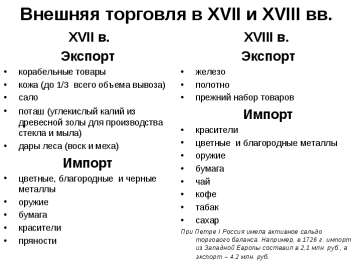 Внешняя торговля в XVII и XVIII вв.
XVII в.
Экспорт
• корабельные товары
• кожа (до 1/3 всего объема вывоза)
• сало
• поташ (углекислый калий из
древесной золы для производства
стекла и мыла)
• дары леса (воск и меха)
Импорт
• цветные, благородные и черные
металлы
• оружие
• бумага
• красители
• пряности
XVIII в.
Экспорт
• железо
• полотно
• прежний набор товаров
Импорт
• красители
• цветные и благородные металлы
• оружие
• бумага
• чай
• кофе
• табак
• сахар
При Петре I Россия имела активное сальдо
торгового баланса. Например, в 1726 г. импорт
из Западной Европы составил 2,1 млн. руб., а
экспорт – 4,2 млн. руб.